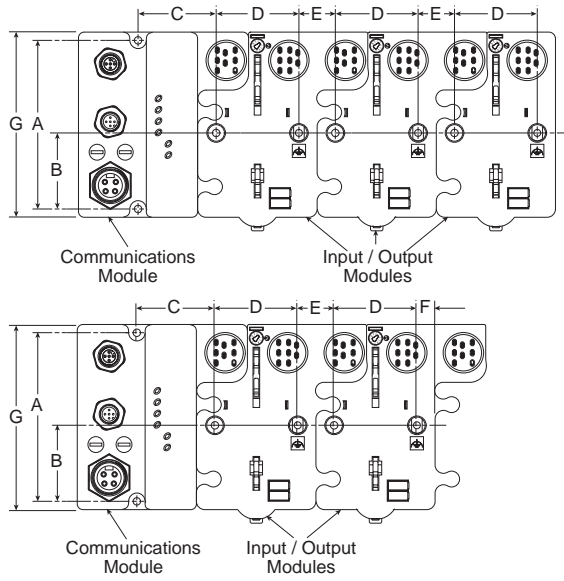 C D E D E D
G A
B
Communications
Module
Input / Output
Modules
C D E D F
G A
B
Communications
Module
Input / Output
Modules